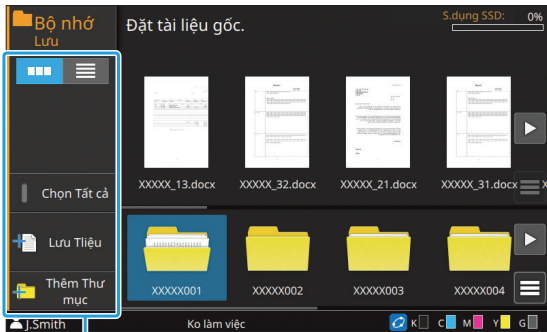 Bộ nhớ
Lưu
Đặt tài liệu gốc.
S.dụng SSD: 0%
XXXXX_13.docx
XXXXX_32.docx
XXXXX_21.docx
XXXXX_31.docx
X
Chọn Tất cả
Lưu Tliệu
Thêm Thư
mục
XXXXX001
XXXXX002
XXXXX003
XXXXX004
J.Smith
Ko làm việc
K C M Y G